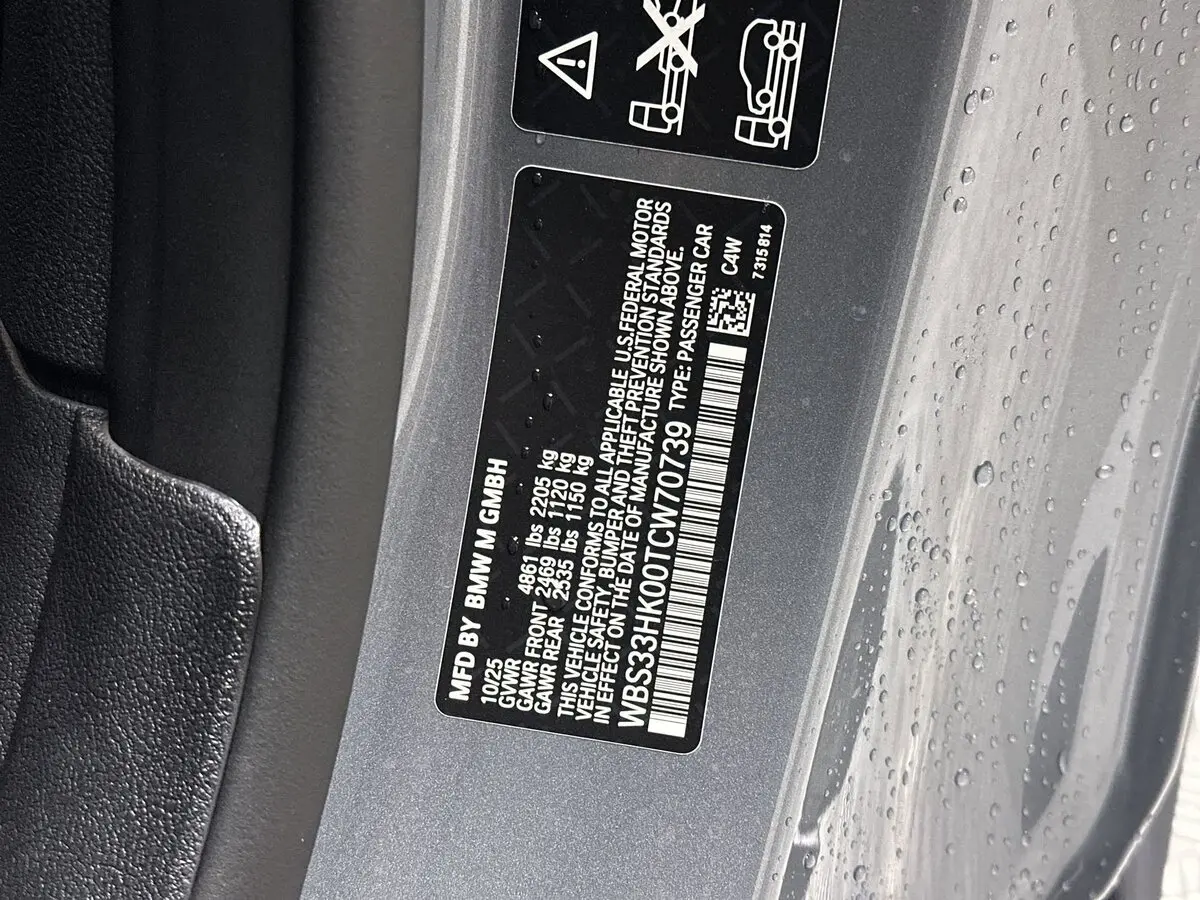 MFD BY BMW M GMBH
10/25
GVWR 4861 lbs 2205 kg
GAWR FRONT 2469 lbs 1120 kg
GAWR REAR 2535 lbs 1150 kg
THIS VEHICLE CONFORMS TO ALL APPLICABLE U.S.FEDERAL MOTOR
VEHICLE SAFETY, BUMPER,AND THEFT PREVENTION STANDARDS
IN EFFECT ON THE DATE OF MANUFACTURE SHOWN ABOVE.
WBS33HK00TCW70739 TYPE: PASSENGER CAR
C4W
7315814